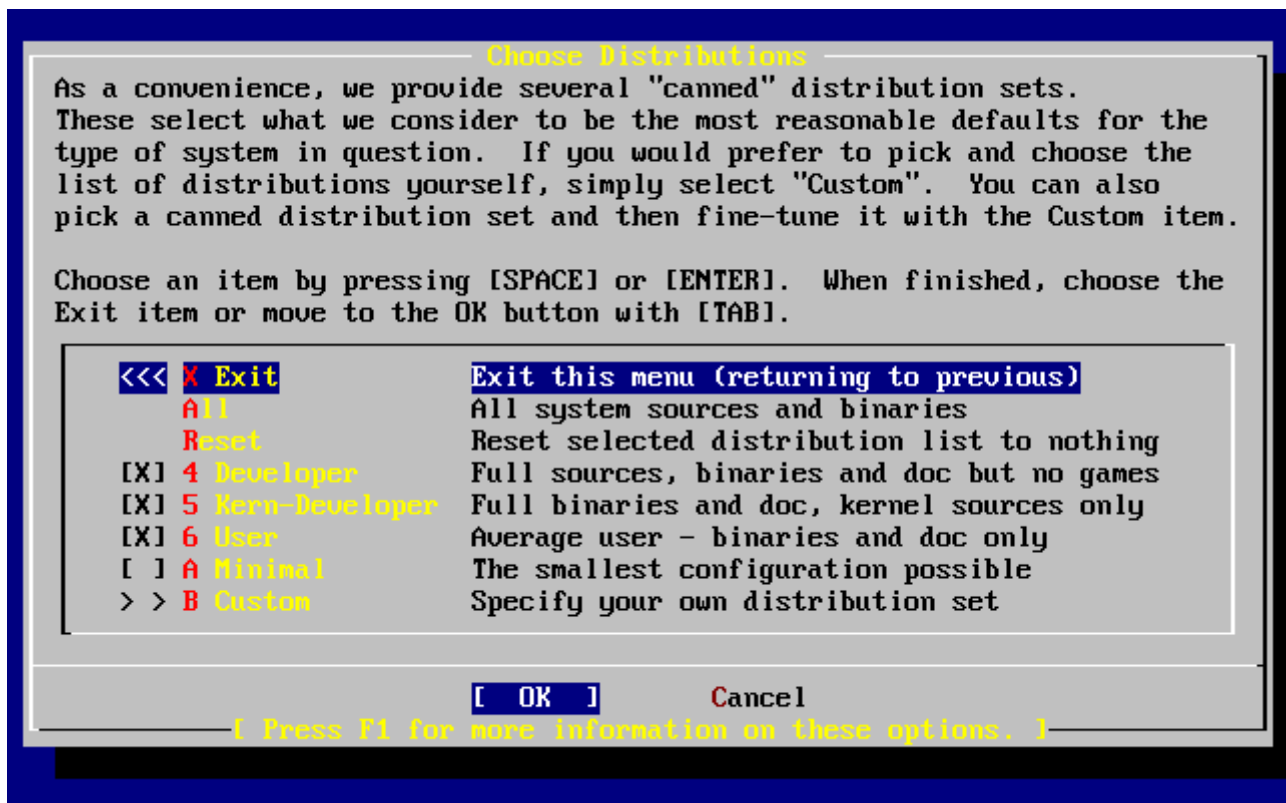 Choose Distributions
As a convenience, we provide several "canned" distribution sets.
These select what we consider to be the most reasonable defaults for the
type of system in question.  If you would prefer to pick and choose the
list of distributions yourself, simply select "Custom".  You can also
pick a canned distribution set and then fine-tune it with the Custom item.
Choose an item by pressing [SPACE] or [ENTER].  When finished, choose the
Exit item or move to the OK button with [TAB].
<<< X Exit Exit this menu (returning to previous)
All All system sources and binaries
Reset Reset selected distribution list to nothing
[X] 4 Developer Full sources, binaries and doc but no games
[X] 5 Kern-Developer Full binaries and doc, kernel sources only
[X] 6 User Average user - binaries and doc only
[ ] A Minimal The smallest configuration possible
> > B Custom Specify your own distribution set
[ OK ] Cancel
[ Press F1 for more information on these options. ]